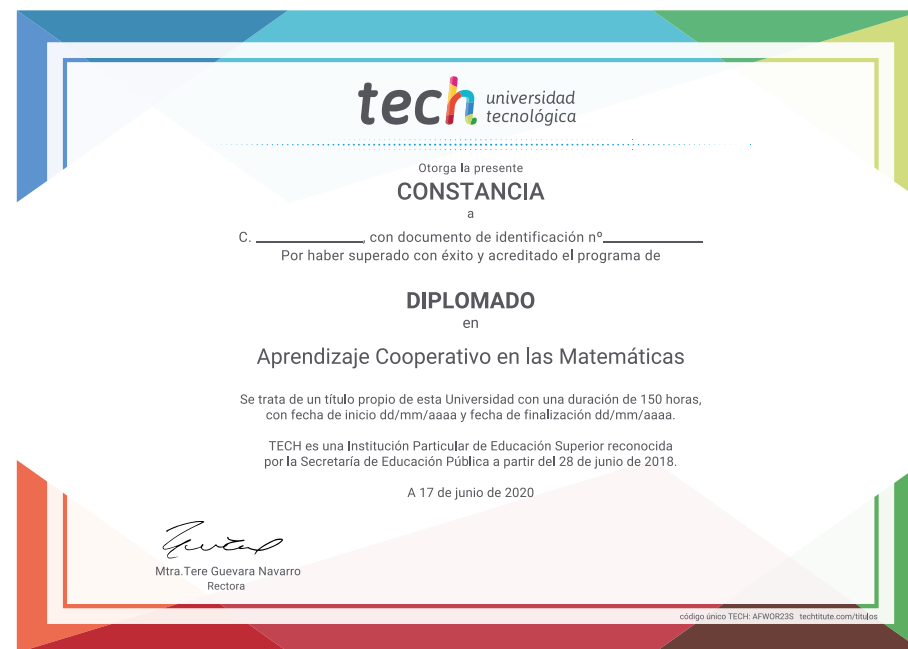 tech universidad
tecnológica
Otorga la presente
CONSTANCIA
a
C. ______________, con documento de identificación nº_____________
Por haber superado con éxito y acreditado el programa de
DIPLOMADO
en
Aprendizaje Cooperativo en las Matemáticas
Se trata de un título propio de esta Universidad con una duración de 150 horas,
con fecha de inicio dd/mm/aaaa y fecha de finalización dd/mm/aaaa.
TECH es una Institución Particular de Educación Superior reconocida
por la Secretaría de Educación Pública a partir del 28 de junio de 2018.
A 17 de junio de 2020
Mtra.Tere Guevara Navarro
Rectora
código único TECH: AFWOR23S techtitute.com/titulos